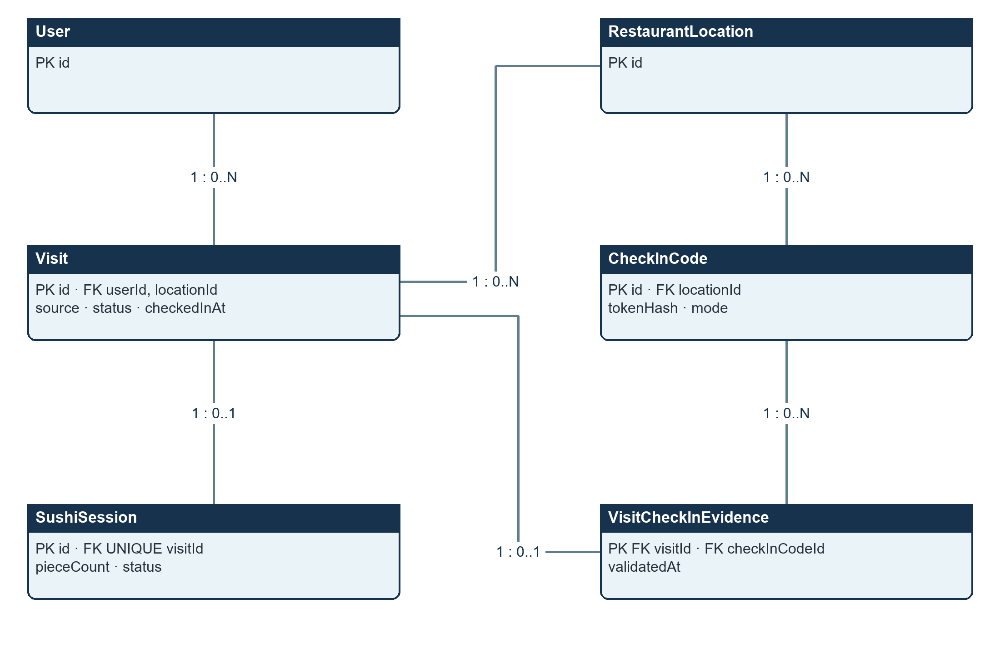 User
PK id
RestaurantLocation
PK id
1 : 0..N
1 : 0..N
Visit
PK id · FK userId, locationId
source · status · checkedInAt
1 : 0..N
CheckInCode
PK id · FK locationId
tokenHash · mode
1 : 0..1
1 : 0..N
SushiSession
PK id · FK UNIQUE visitId
pieceCount · status
1 : 0..1
VisitCheckInEvidence
PK FK visitId · FK checkInCodeId
validatedAt